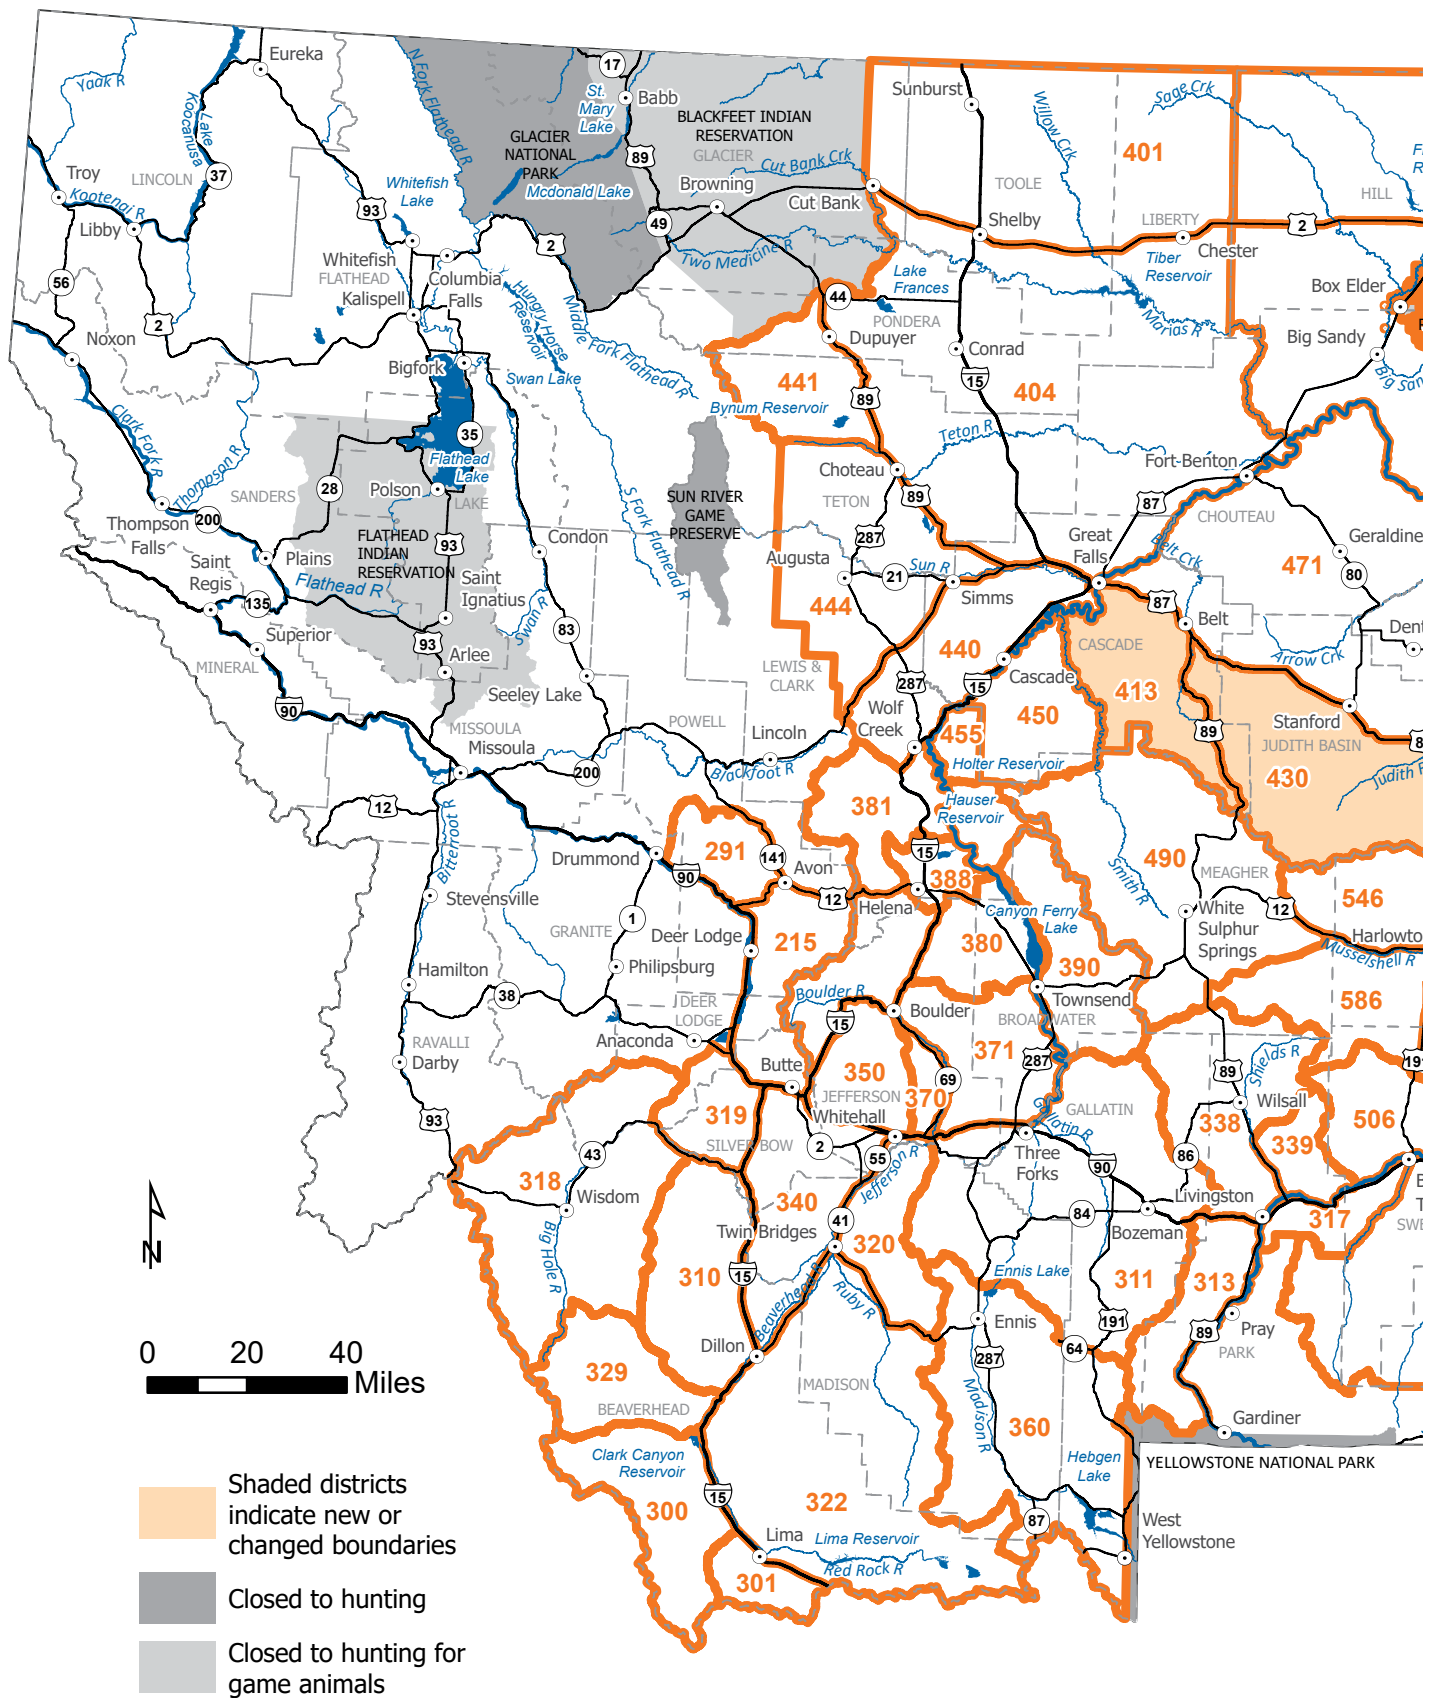 Eureka
Yaak R
Lake
Koocanusa
Troy
LINCOLN
37
Kootenai R
Libby
56
2
Noxon
93
Whitefish
Lake
Whitefish
FLATHEAD
Kalispell
Columbia
Falls
N Fork Flathead R
GLACIER
NATIONAL
PARK
Mcdonald Lake
17
St.
Mary
Lake
Babb
89
BLACKFEET INDIAN
RESERVATION
GLACIER
Cut Bank Crk
Browning
49
2
Two Medicine R
Cut Bank
Sunburst
Willow Crk
Sage Crk
401
TOOLE
HILL
Shelby
LIBERTY
2
Chester
Tiber
Reservoir
Lake
Frances
44
PONDERA
Dupuyer
Marias R
Box Elder
Big Sandy
Big San
Conrad
15
404
441
89
Bynum Reservoir
Hungry Horse
Reservoir
Middle Fork Flathead R
Bigfork
Swan Lake
35
Flathead
Lake
Clark Fork R
Thompson R
SANDERS
28
Polson
LAKE
200
Thompson
Falls
Plains
FLATHEAD
INDIAN
RESERVATION
93
Condon
S Fork Flathead R
SUN RIVER
GAME
PRESERVE
Choteau
TETON
Teton R
89
287
Fort Benton
87
CHOUTEAU
Geraldine
471
80
Great
Falls
Belt Crk
Augusta
21
Sun R
Simms
444
Saint
Regis
135
Flathead R
Saint
Ignatius
Superior
MINERAL
90
93
Arlee
Swan R
83
Seeley Lake
LEWIS &
CLARK
440
Cascade
87
Belt
CASCADE
413
Arrow Crk
Dent
Stanford
JUDITH BASIN
430
Judith R
89
15
287
Wolf
Creek
455
450
Holter Reservoir
MISSOULA
Missoula
POWELL
Lincoln
200
Blackfoot R
12
Bitterroot R
381
Hauser
Reservoir
Drummond
90
291
141
Avon
12
15
388
Helena
490
Smith R
MEAGHER
12
White
Sulphur
Springs
546
Harlowto
Musselshell R
586
Stevensville
1
GRANITE
Deer Lodge
Philipsburg
215
380
Canyon Ferry
Lake
390
Townsend
BROADWATER
Hamilton
38
DEER
LODGE
Boulder R
15
Boulder
Anaconda
RAVALLI
Darby
93
Butte
350
JEFFERSON
371
287
69
370
319
SILVER BOW
Whitehall
2
55
Jefferson R
Gallatin R
GALLATIN
Three
Forks
90
Shields R
89
Wilsall
338
339
86
506
191
318
43
Wisdom
Big Hole R
340
Twin Bridges
41
320
84
Bozeman
Livingston
317
SWE
310
15
Beaverhead R
Ruby R
Ennis Lake
311
313
191
Ennis
89
Pray
PARK
Dillon
287
64
329
BEAVERHEAD
MADISON
Madison R
360
Gardiner
Clark Canyon
Reservoir
Hebgen
Lake
YELLOWSTONE NATIONAL PARK
300
15
322
87
West
Yellowstone
Lima
Lima Reservoir
Red Rock R
301
N
0 20 40
Miles
Shaded districts
indicate new or
changed boundaries
Closed to hunting
Closed to hunting for
game animals